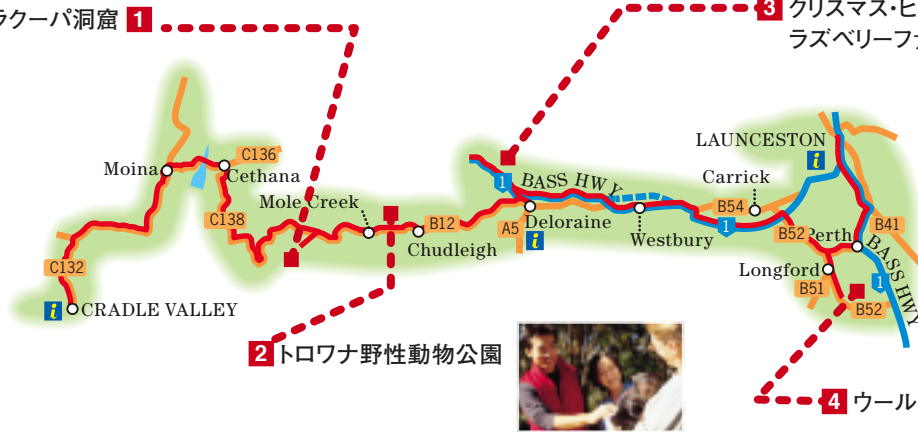 ラクーパ洞窟 1
3 クリスマス・ヒ
ラズベリーファ
LAUNCESTON
i
C136
Moina
Cethana
1
BASS HWY
Carrick
Mole Creek
B54
C138
B12
A5
Deloraine
i
Westbury
1
B52
Perth
B41
Chudleigh
BASS HWY
C132
Longford
1
B51
B52
i
CRADLE VALLEY
2 トロワナ野性動物公園
4 ウール